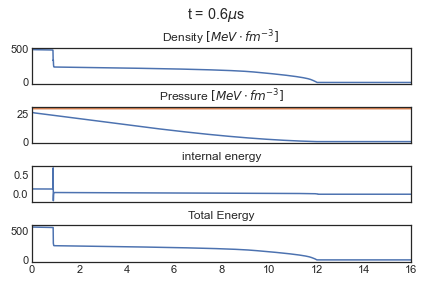 t = 0.6μs
Density [MeV · fm⁻³]
500
0
Pressure [MeV · fm⁻³]
25
0
internal energy
0.5
0.0
Total Energy
500
0
0 2 4 6 8 10 12 14 16